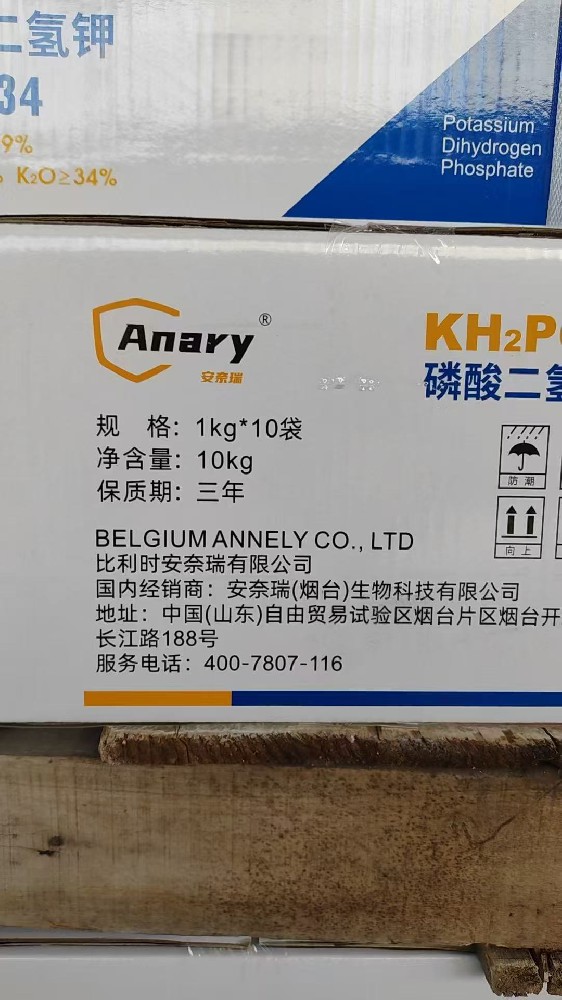 二氢钾
34
9%
K₂O≥34%
Potassium
Dihydrogen
Phosphate
Anary®
安奈瑞
KH₂P
磷酸二氢
规 格: 1kg*10袋
净含量: 10kg
保质期: 三年
防潮
向上
BELGIUM ANNELY CO., LTD
比利时安奈瑞有限公司
国内经销商: 安奈瑞(烟台)生物科技有限公司
地址: 中国(山东)自由贸易试验区烟台片区烟台开
长江路188号
服务电话: 400-7807-116